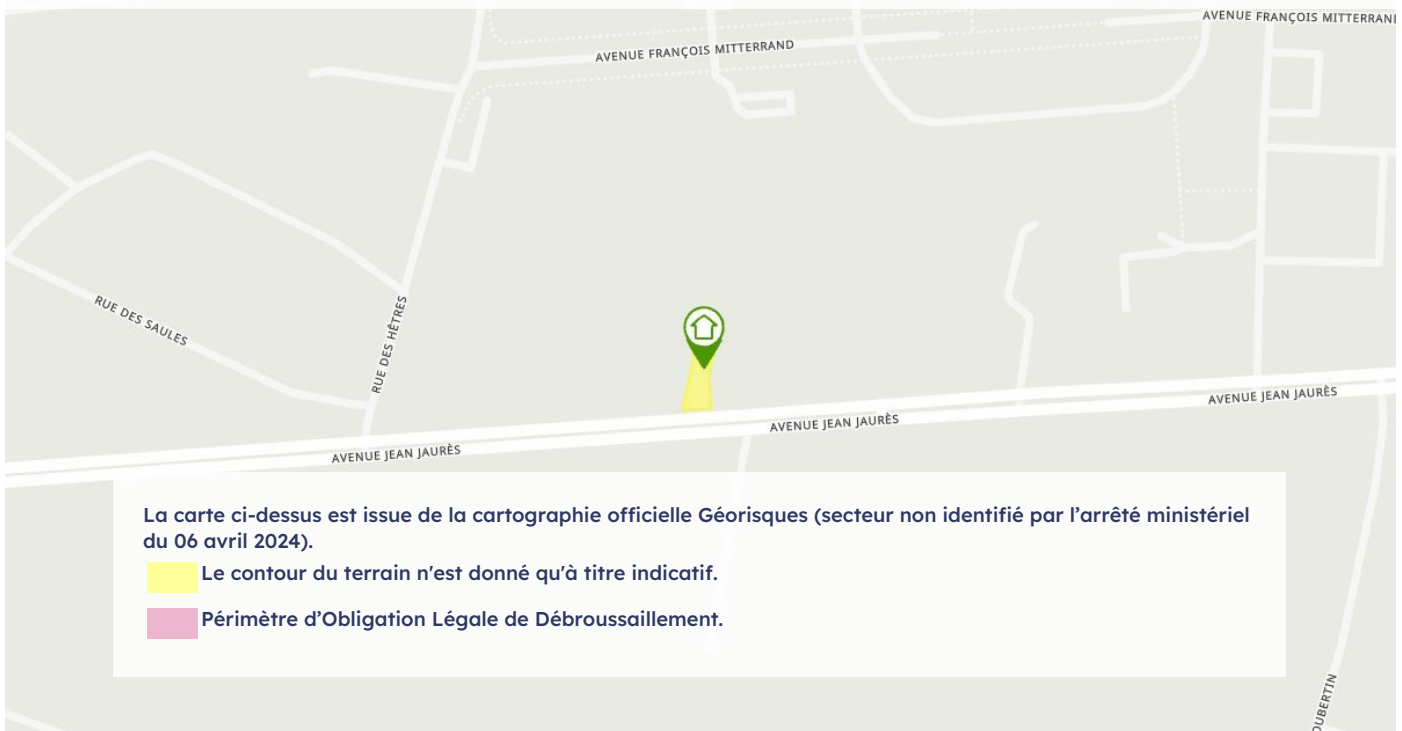 AVENUE FRANÇOIS MITTERRAND
AVENUE FRANÇOIS
RUE DES SAULES
RUE DES HÊTRES
AVENUE JEAN JAURÈS
AVENUE JEAN JAURÈS
AVENUE JEAN JAURÈS
La carte ci-dessus est issue de la cartographie officielle Géorisques (secteur non identifié par l’arrêté ministériel
du 06 avril 2024).
Le contour du terrain n'est donné qu'à titre indicatif.
Périmètre d’Obligation Légale de Débroussaillement.